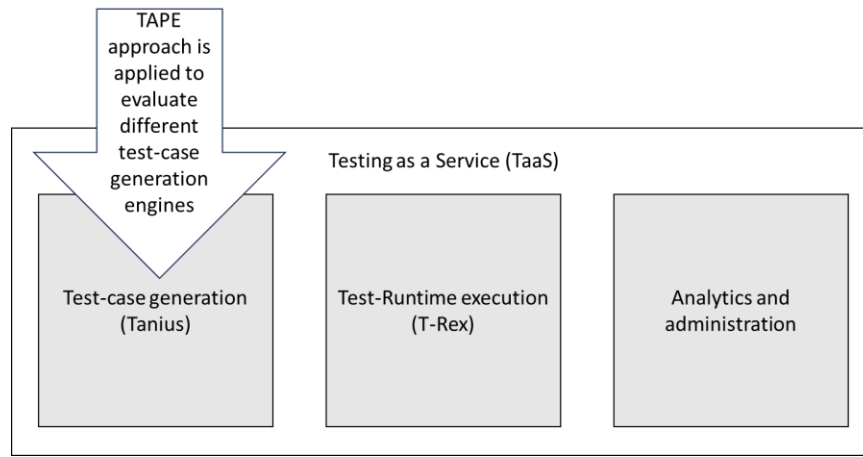 TAPE
approach is
applied to
evaluate
different
test-case
generation
engines
Testing as a Service (TaaS)
Test-case generation
(Tanius)
Test-Runtime execution
(T-Rex)
Analytics and
administration